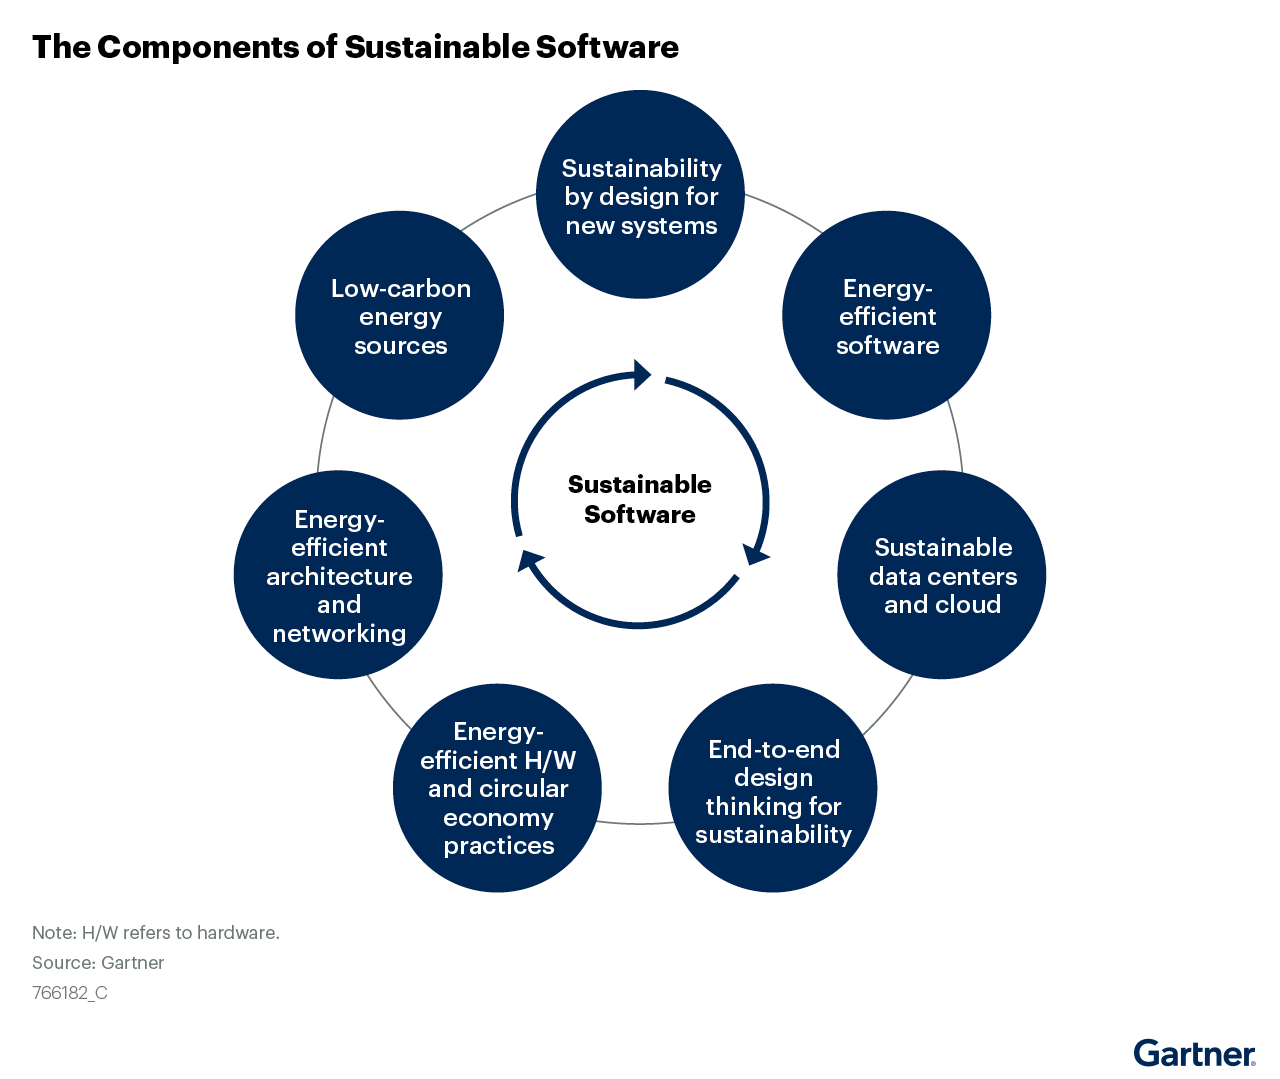 The Components of Sustainable Software
Sustainability
by design for
new systems
Energy-
efficient
software
Sustainable
data centers
and cloud
End-to-end
design
thinking for
sustainability
Energy-
efficient H/W
and circular
economy
practices
Energy-
efficient
architecture
and
networking
Low-carbon
energy
sources
Sustainable
Software
Note: H/W refers to hardware.
Source: Gartner
766182_C
Gartner®